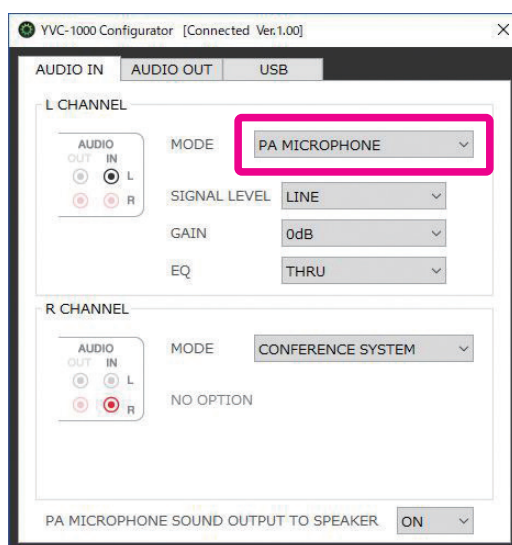 YVC-1000 Configurator [Connected Ver.1.00]
AUDIO IN AUDIO OUT USB
L CHANNEL
AUDIO
OUT IN
L
R
MODE PA MICROPHONE
SIGNAL LEVEL LINE
GAIN 0dB
EQ THRU
R CHANNEL
AUDIO
OUT IN
L
R
MODE CONFERENCE SYSTEM
NO OPTION
PA MICROPHONE SOUND OUTPUT TO SPEAKER ON